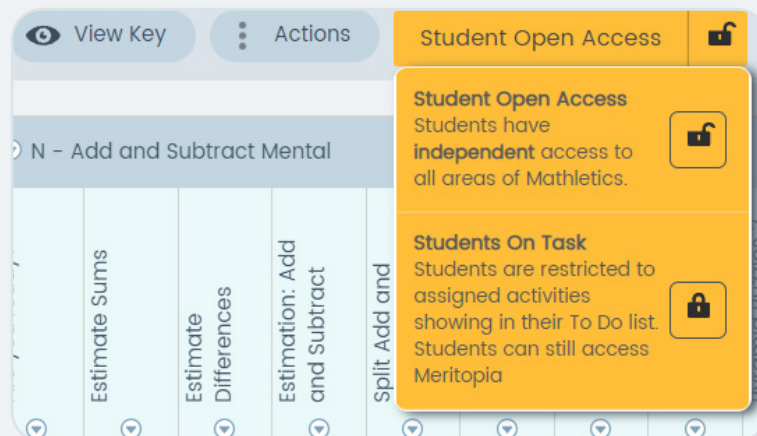 View Key
Actions
Student Open Access
Student Open Access
Students have
independent access to
all areas of Mathletics.
Students On Task
Students are restricted to
assigned activities
showing in their To Do list.
Students can still access
Meritopia
N - Add and Subtract Mental
Estimate Sums
Estimate
Differences
Estimation: Add
and Subtract
Split Add and